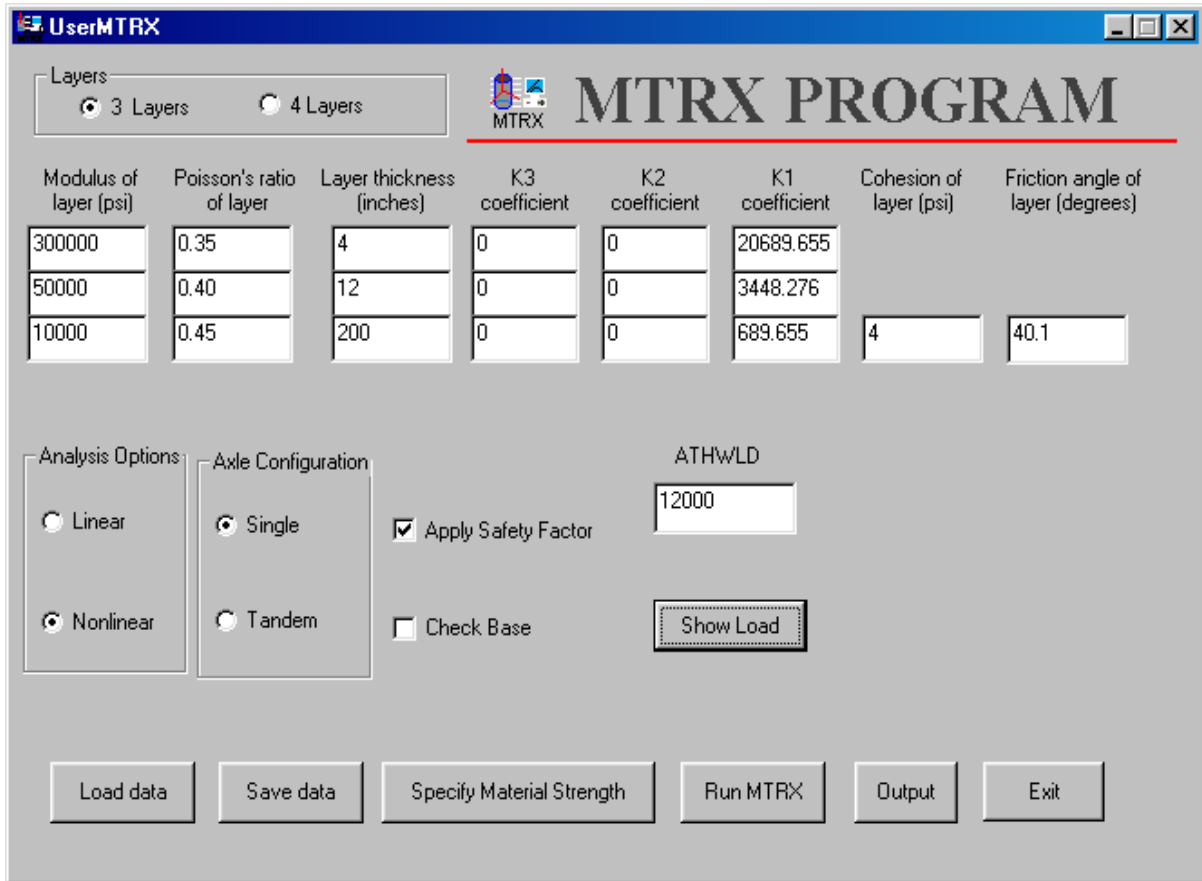 UserMTRX
Layers
3 Layers
4 Layers
MTRX
MTRX PROGRAM
Modulus of
layer (psi)
Poisson's ratio
of layer
Layer thickness
(inches)
K3
coefficient
K2
coefficient
K1
coefficient
Cohesion of
layer (psi)
Friction angle of
layer (degrees)
300000 0.35 4 0 0 20689.655
50000 0.40 12 0 0 3448.276
10000 0.45 200 0 0 689.655 4 40.1
Analysis Options
Linear
Nonlinear
Axle Configuration
Single
Tandem
Apply Safety Factor
Check Base
ATHWLD
12000
Show Load
Load data
Save data
Specify Material Strength
Run MTRX
Output
Exit